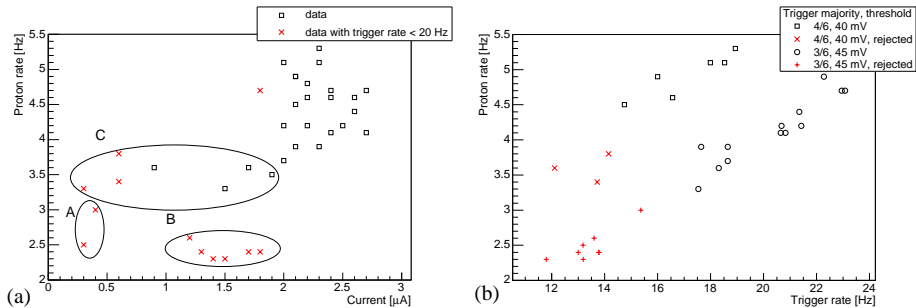 data
data with trigger rate < 20 Hz
Proton rate [Hz]
5.5
5
4.5
4
3.5
3
2.5
2
C
A
B
0
0.5
1
1.5
2
2.5
3
Current [μA]
(a)
Trigger majority, threshold
4/6, 40 mV
4/6, 40 mV, rejected
3/6, 45 mV
3/6, 45 mV, rejected
Proton rate [Hz]
5.5
5
4.5
4
3.5
3
2.5
2
12
14
16
18
20
22
24
Trigger rate [Hz]
(b)